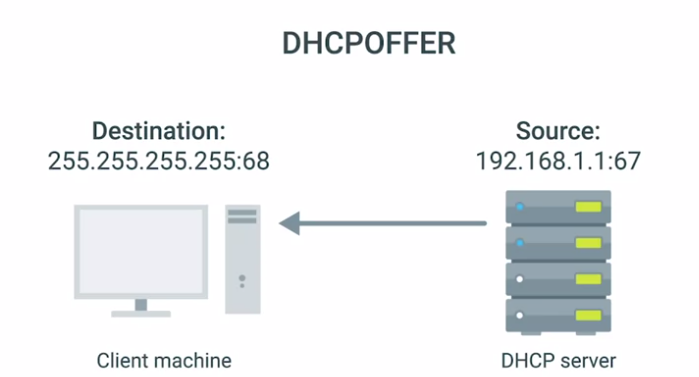 DHCPOFFER
Destination:
255.255.255.255:68
Source:
192.168.1.1:67
Client machine
DHCP server